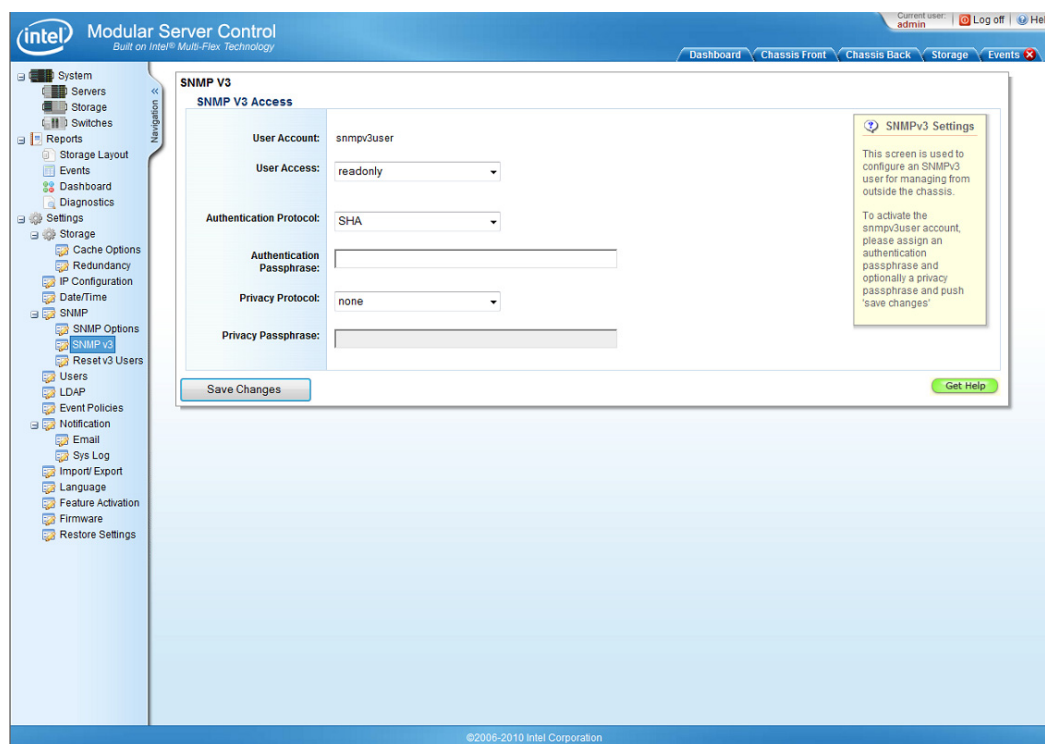 intel
Modular Server Control
Built on Intel® Multi-Flex Technology
Current user:
admin
Log off
Dashboard
Chassis Front
Chassis Back
Storage
Events
System
Servers
Storage
Switches
Reports
Storage Layout
Events
Dashboard
Diagnostics
Settings
Storage
Cache Options
Redundancy
IP Configuration
Date/Time
SNMP
SNMP Options
SNMP v3
Reset v3 Users
Users
LDAP
Event Policies
Notification
Email
Sys Log
Import/ Export
Language
Feature Activation
Firmware
Restore Settings
Navigation
SNMP V3
SNMP V3 Access
User Account: snmpv3user
User Access: readonly
Authentication Protocol: SHA
Authentication
Passphrase:
Privacy Protocol: none
Privacy Passphrase:
Save Changes
SNMPv3 Settings
This screen is used to
configure an SNMPv3
user for managing from
outside the chassis.
To activate the
snmpv3user account,
please assign an
authentication
passphrase and
optionally a privacy
passphrase and push
'save changes'
Get Help
©2006-2010 Intel Corporation